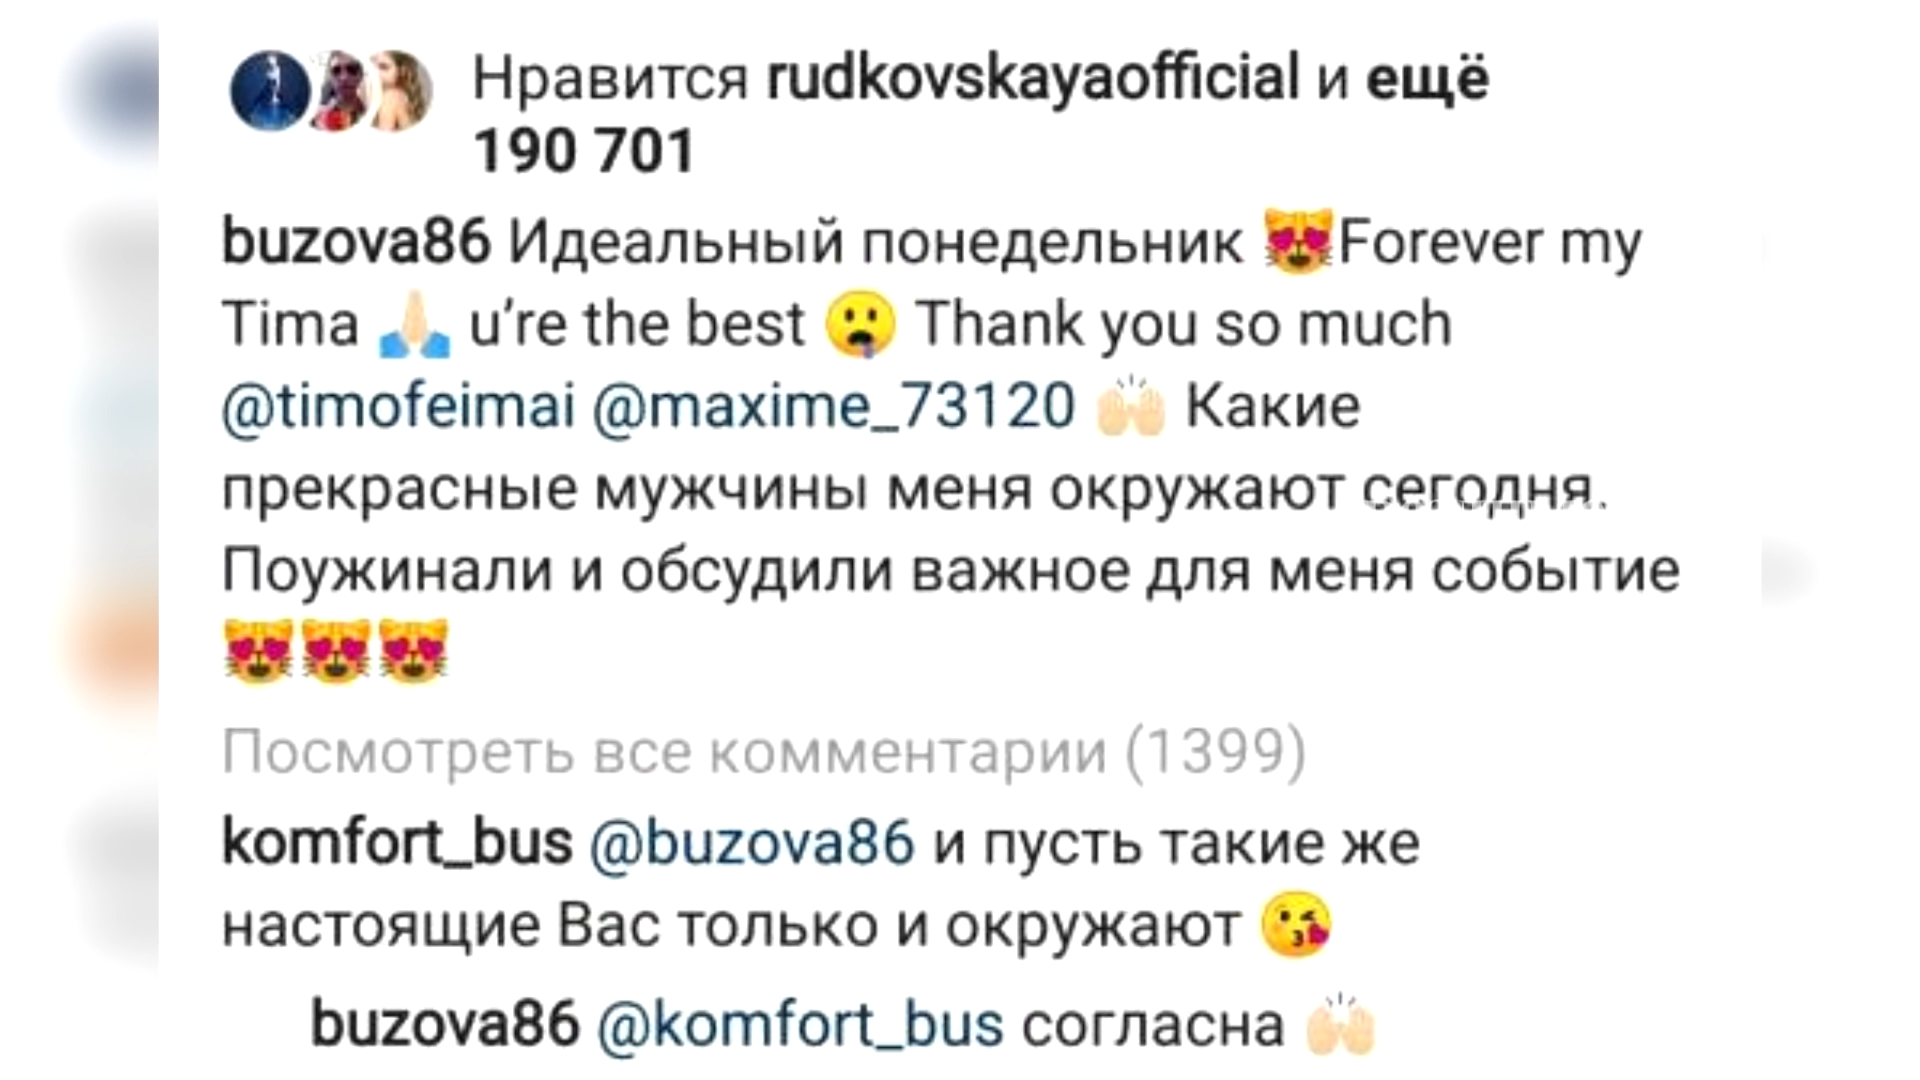 Нравится rudkovskayaofficial и ещё
190 701
buzova86 Идеальный понедельник 😻Forever my
Tima 🙏🏻 u're the best 🤤 Thank you so much
@timofeimai @maxime_73120 🙌🏻 Какие
прекрасные мужчины меня окружают сегодня.
Поужинали и обсудили важное для меня событие
😻😻😻
Посмотреть все комментарии (1399)
komfort_bus @buzova86 и пусть такие же
настоящие Вас только и окружают 😘
buzova86 @komfort_bus согласна 🙌🏻